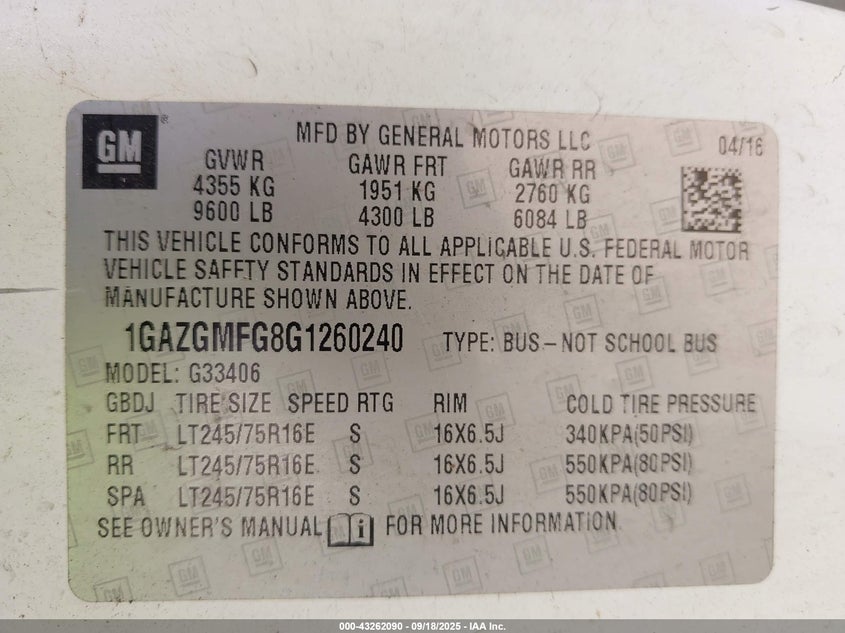 GM ® MFD BY GENERAL MOTORS LLC 04/16
GVWR GAWR FRT GAWR RR
4355 KG 1951 KG 2760 KG
9600 LB 4300 LB 6084 LB
THIS VEHICLE CONFORMS TO ALL APPLICABLE U.S. FEDERAL MOTOR
VEHICLE SAFETY STANDARDS IN EFFECT ON THE DATE OF
MANUFACTURE SHOWN ABOVE.
1GAZGMFG8G1260240 TYPE: BUS – NOT SCHOOL BUS
MODEL: G33406
GBDJ TIRE SIZE SPEED RTG RIM COLD TIRE PRESSURE
FRT LT245/75R16E S 16X6.5J 340KPA(50PSI)
RR LT245/75R16E S 16X6.5J 550KPA(80PSI)
SPA LT245/75R16E S 16X6.5J 550KPA(80PSI)
SEE OWNER'S MANUAL i FOR MORE INFORMATION.
000-43262090 - 09/18/2025 - IAA Inc.